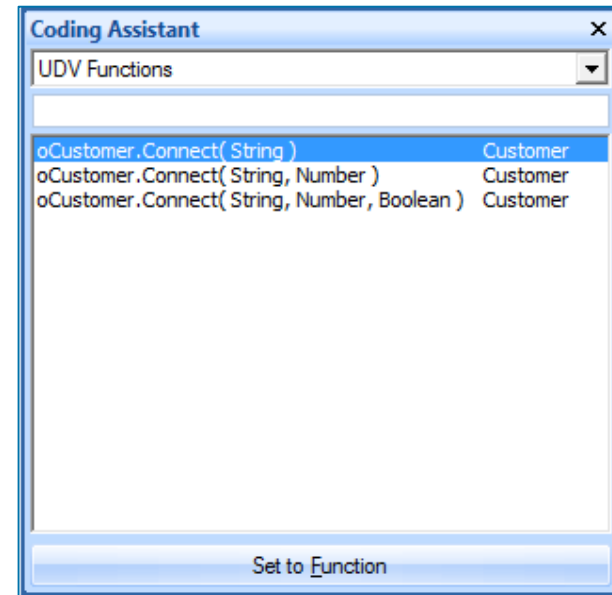 Coding Assistant
UDV Functions
oCustomer.Connect( String ) Customer
oCustomer.Connect( String, Number ) Customer
oCustomer.Connect( String, Number, Boolean ) Customer
Set to Function